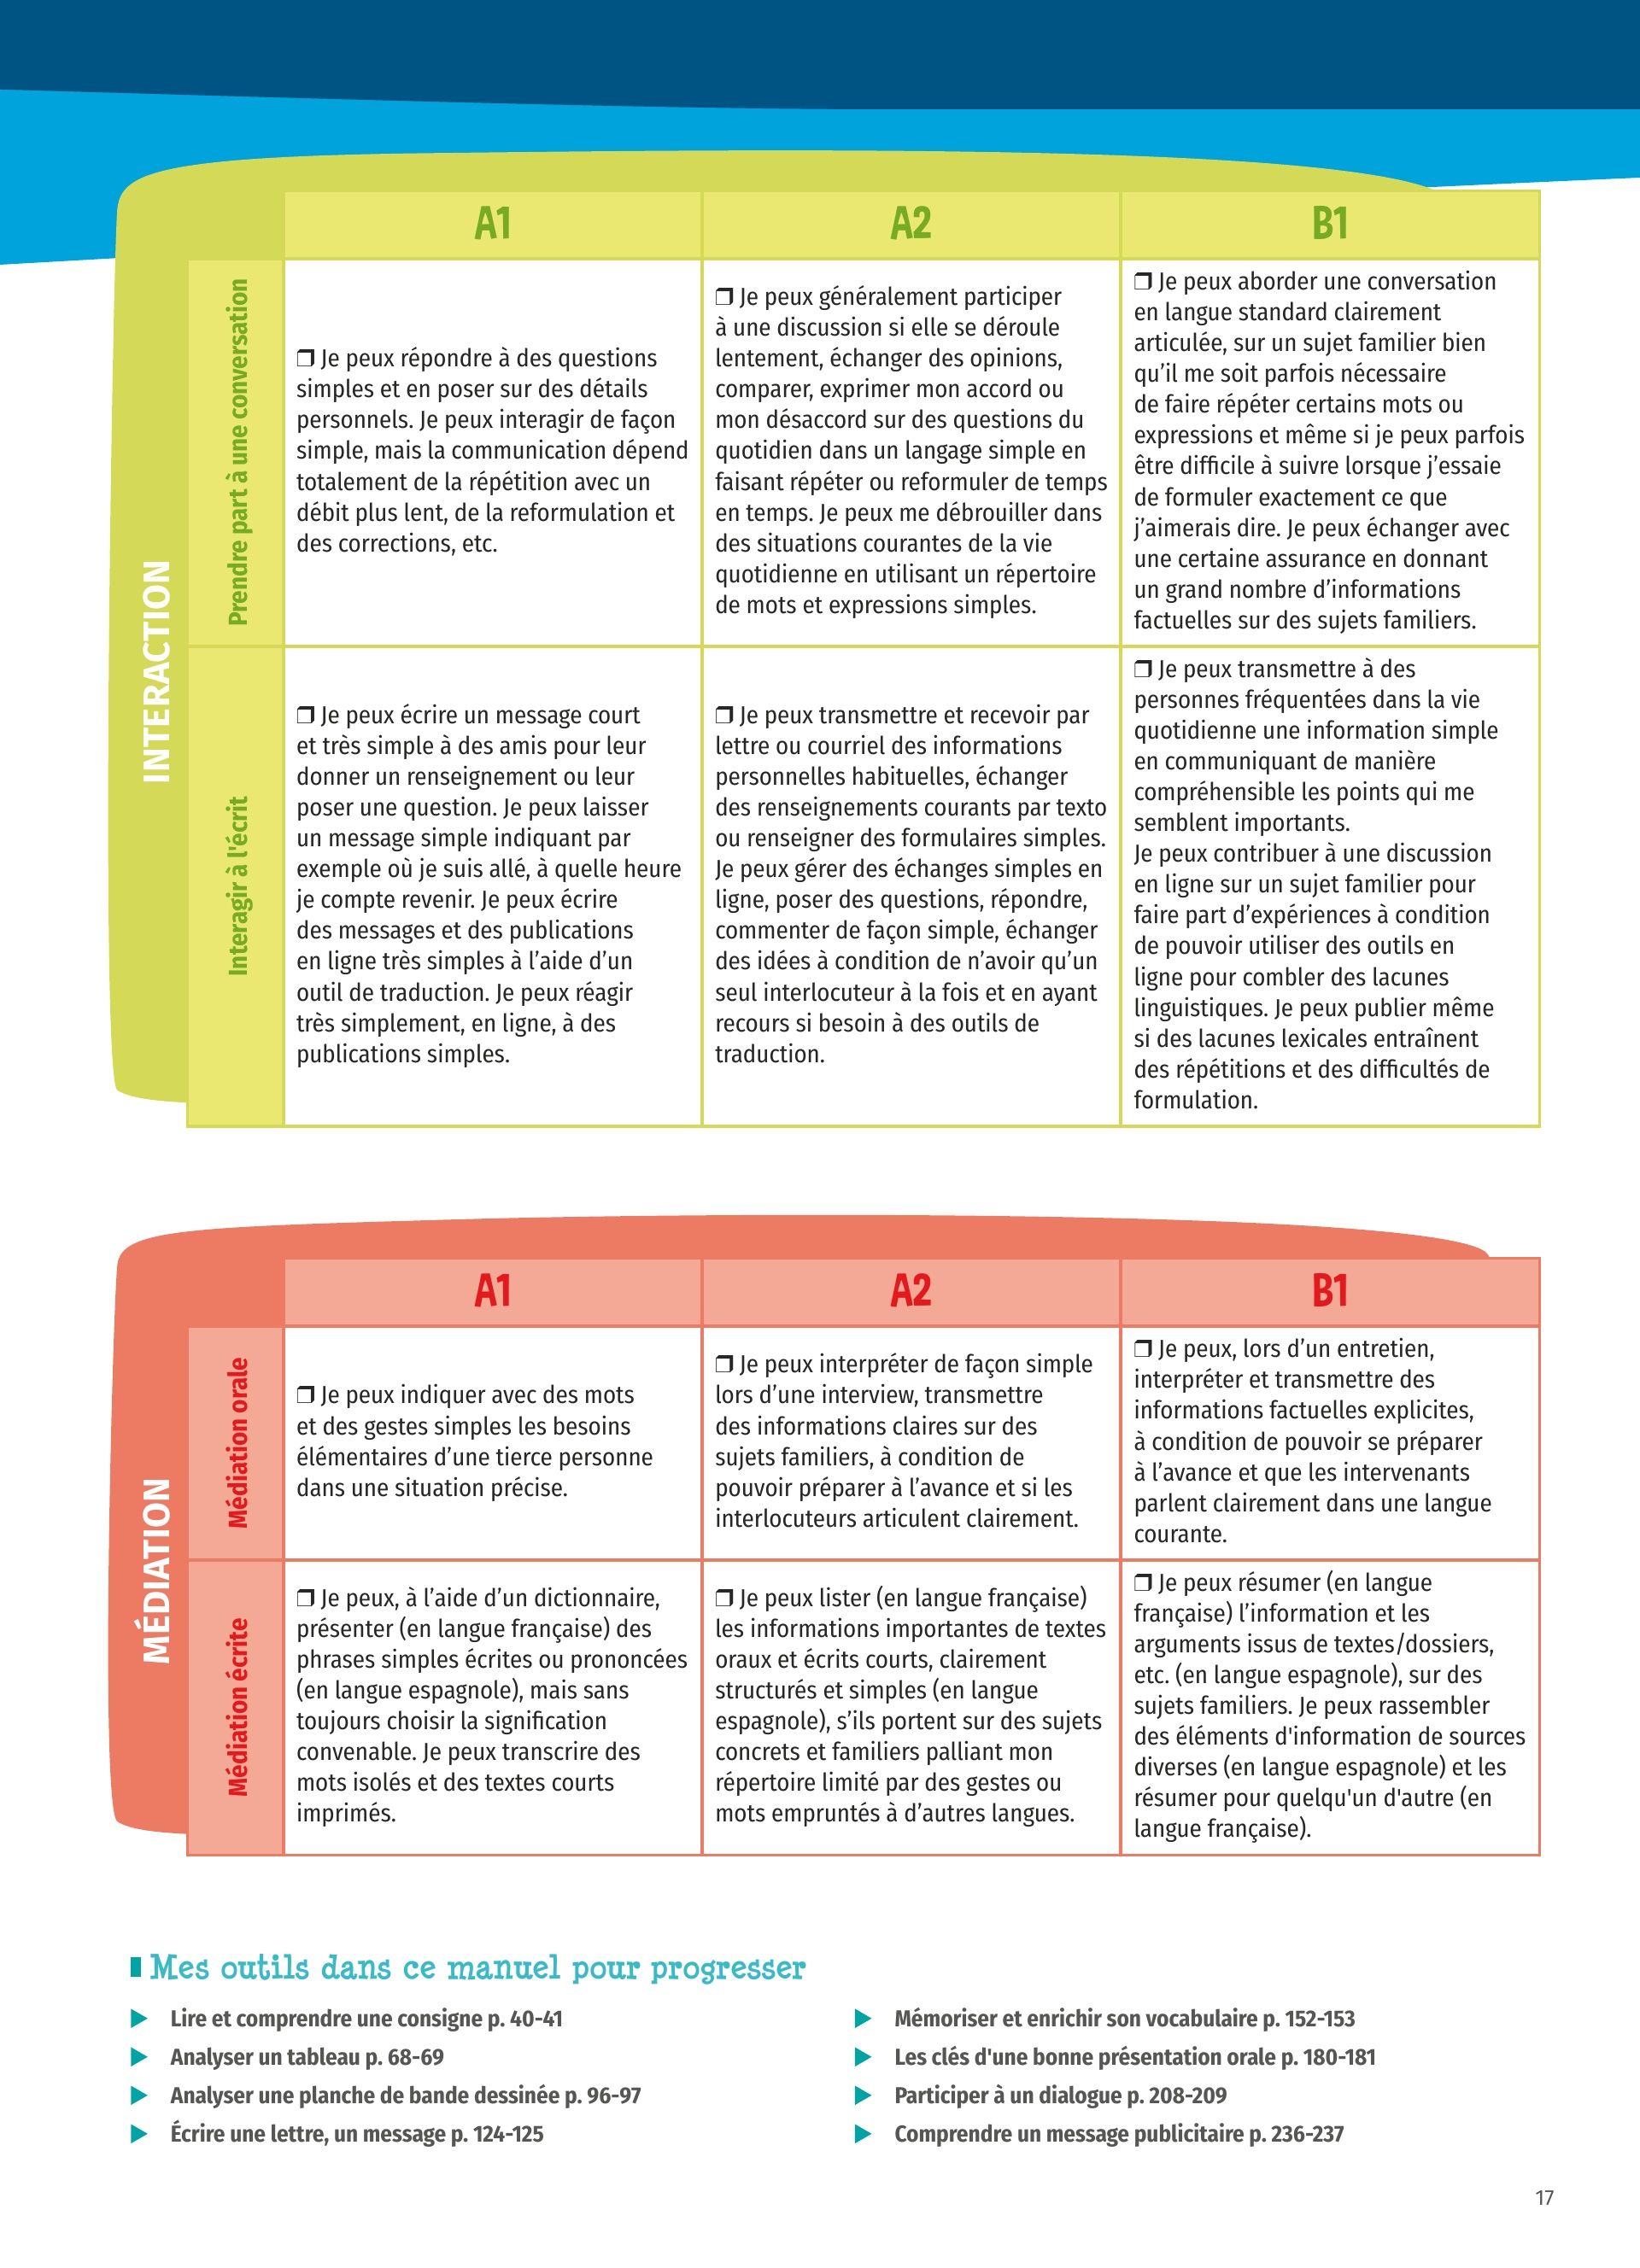 A1
A2
B1
INTERACTION
Prendre part à une conversation
❒ Je peux répondre à des questions
simples et en poser sur des détails
personnels. Je peux interagir de façon
simple, mais la communication dépend
totalement de la répétition avec un
débit plus lent, de la reformulation et
des corrections, etc.
❒ Je peux généralement participer
à une discussion si elle se déroule
lentement, échanger des opinions,
comparer, exprimer mon accord ou
mon désaccord sur des questions du
quotidien dans un langage simple en
faisant répéter ou reformuler de temps
en temps. Je peux me débrouiller dans
des situations courantes de la vie
quotidienne en utilisant un répertoire
de mots et expressions simples.
❒ Je peux aborder une conversation
en langue standard clairement
articulée, sur un sujet familier bien
qu’il me soit parfois nécessaire
de faire répéter certains mots ou
expressions et même si je peux parfois
être difficile à suivre lorsque j’essaie
de formuler exactement ce que
j’aimerais dire. Je peux échanger avec
une certaine assurance en donnant
un grand nombre d’informations
factuelles sur des sujets familiers.
Interagir à l'écrit
❒ Je peux écrire un message court
et très simple à des amis pour leur
donner un renseignement ou leur
poser une question. Je peux laisser
un message simple indiquant par
exemple où je suis allé, à quelle heure
je compte revenir. Je peux écrire
des messages et des publications
en ligne très simples à l’aide d’un
outil de traduction. Je peux réagir
très simplement, en ligne, à des
publications simples.
❒ Je peux transmettre et recevoir par
lettre ou courriel des informations
personnelles habituelles, échanger
des renseignements courants par texto
ou renseigner des formulaires simples.
Je peux gérer des échanges simples en
ligne, poser des questions, répondre,
commenter de façon simple, échanger
des idées à condition de n’avoir qu’un
seul interlocuteur à la fois et en ayant
recours si besoin à des outils de
traduction.
❒ Je peux transmettre à des
personnes fréquentées dans la vie
quotidienne une information simple
en communiquant de manière
compréhensible les points qui me
semblent importants.
Je peux contribuer à une discussion
en ligne sur un sujet familier pour
faire part d’expériences à condition
de pouvoir utiliser des outils en
ligne pour combler des lacunes
linguistiques. Je peux publier même
si des lacunes lexicales entraînent
des répétitions et des difficultés de
formulation.
A1
A2
B1
MÉDIATION
Médiation orale
❒ Je peux indiquer avec des mots
et des gestes simples les besoins
élémentaires d’une tierce personne
dans une situation précise.
❒ Je peux interpréter de façon simple
lors d’une interview, transmettre
des informations claires sur des
sujets familiers, à condition de
pouvoir préparer à l’avance et si les
interlocuteurs articulent clairement.
❒ Je peux, lors d’un entretien,
interpréter et transmettre des
informations factuelles explicites,
à condition de pouvoir se préparer
à l’avance et que les intervenants
parlent clairement dans une langue
courante.
Médiation écrite
❒ Je peux, à l’aide d’un dictionnaire,
présenter (en langue française) des
phrases simples écrites ou prononcées
(en langue espagnole), mais sans
toujours choisir la signification
convenable. Je peux transcrire des
mots isolés et des textes courts
imprimés.
❒ Je peux lister (en langue française)
les informations importantes de textes
oraux et écrits courts, clairement
structurés et simples (en langue
espagnole), s’ils portent sur des sujets
concrets et familiers palliant mon
répertoire limité par des gestes ou
mots empruntés à d’autres langues.
❒ Je peux résumer (en langue
française) l’information et les
arguments issus de textes/dossiers,
etc. (en langue espagnole), sur des
sujets familiers. Je peux rassembler
des éléments d'information de sources
diverses (en langue espagnole) et les
résumer pour quelqu'un d'autre (en
langue française).
Mes outils dans ce manuel pour progresser
Lire et comprendre une consigne p. 40-41
Analyser un tableau p. 68-69
Analyser une planche de bande dessinée p. 96-97
Écrire une lettre, un message p. 124-125
Mémoriser et enrichir son vocabulaire p. 152-153
Les clés d'une bonne présentation orale p. 180-181
Participer à un dialogue p. 208-209
Comprendre un message publicitaire p. 236-237
17